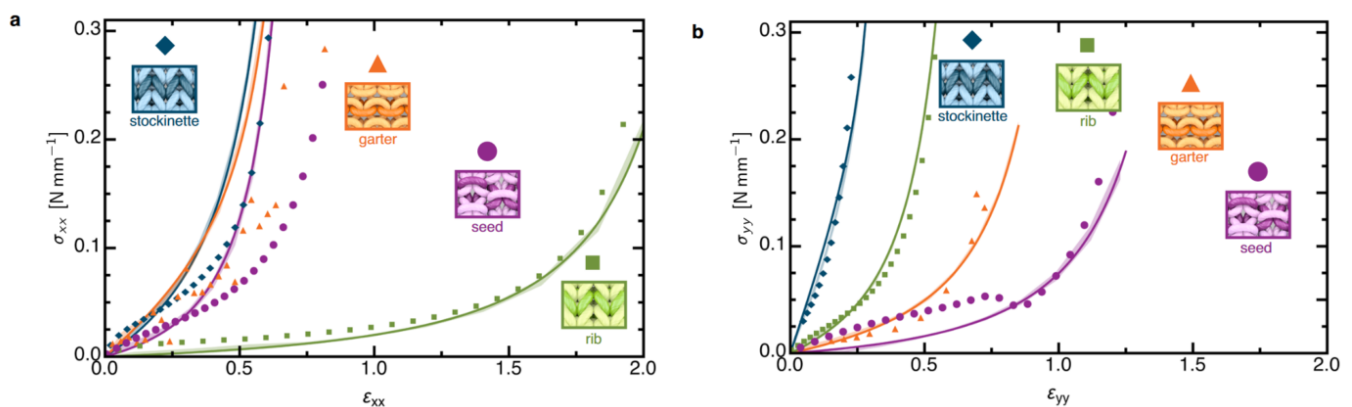 a
0.3
0.2
0.1
0.0
σxx [N mm⁻¹]
stockinette
garter
seed
rib
0.0 0.5 1.0 1.5 2.0
εxx
b
0.3
0.2
0.1
0.0
σyy [N mm⁻¹]
stockinette
rib
garter
seed
0.0 0.5 1.0 1.5 2.0
εyy